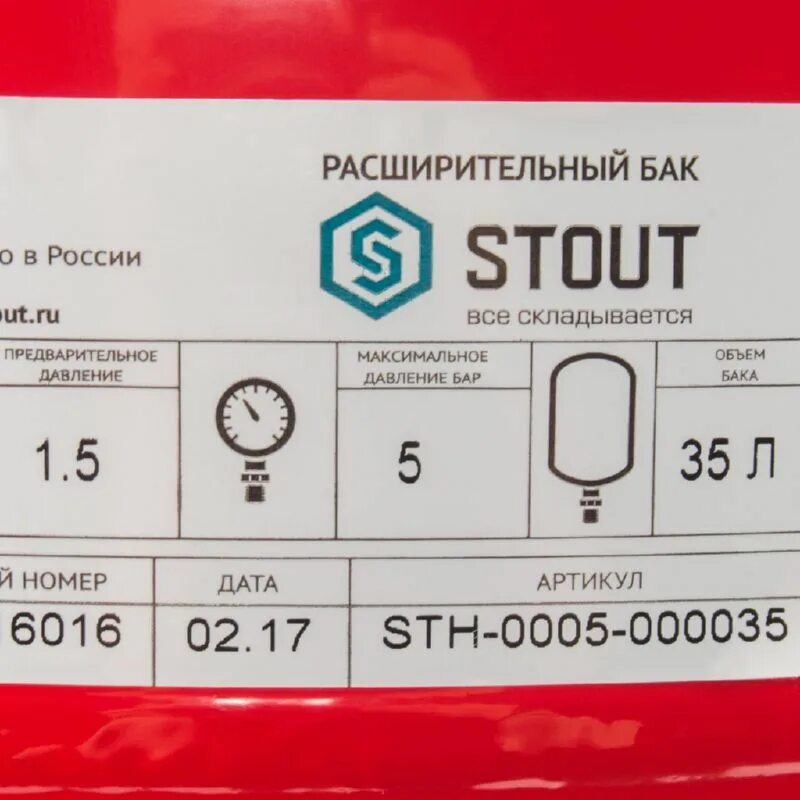 РАСШИРИТЕЛЬНЫЙ БАК
STOUT
все складывается
о в России
out.ru
ПРЕДВАРИТЕЛЬНОЕ
ДАВЛЕНИЕ
1.5
МАКСИМАЛЬНОЕ
ДАВЛЕНИЕ БАР
5
ОБЪЕМ
БАКА
35 Л
Й НОМЕР
6016
ДАТА
02.17
АРТИКУЛ
STH-0005-000035